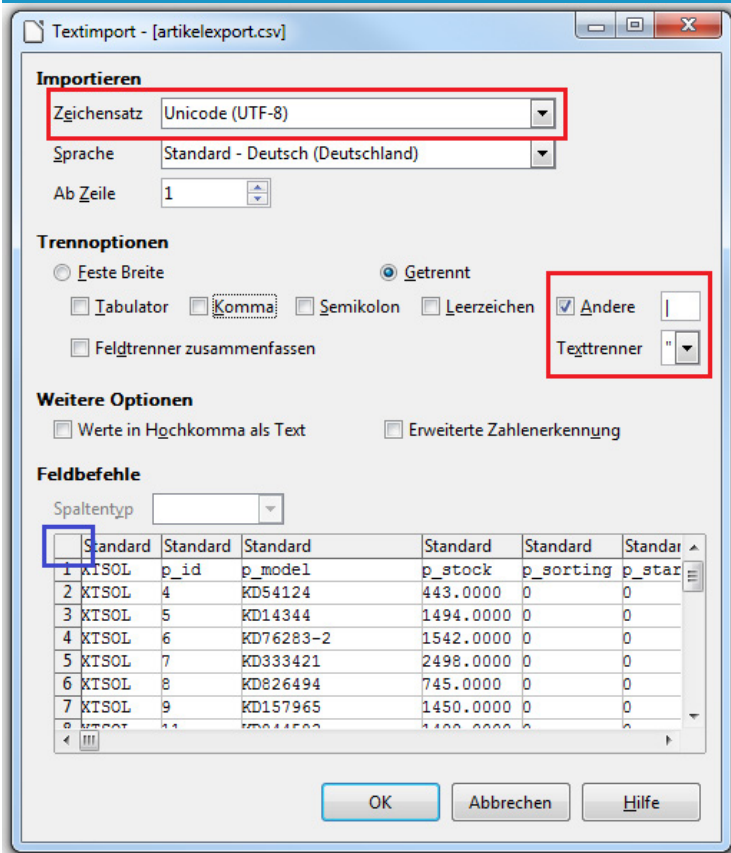 Textimport - [artikelexport.csv]
Importieren
Zeichensatz Unicode (UTF-8)
Sprache Standard - Deutsch (Deutschland)
Ab Zeile 1
Trennoptionen
Feste Breite Getrennt
Tabulator Komma Semikolon Leerzeichen Andere |
Feldtrenner zusammenfassen Texttrenner "
Weitere Optionen
Werte in Hochkomma als Text Erweiterte Zahlenerkennung
Feldbefehle
Spaltentyp
Standard Standard Standard Standard Standard Standar
1 XTSOL p_id p_model p_stock p_sorting p_star
2 XTSOL 4 KD54124 443.0000 0 0
3 XTSOL 5 KD14344 1494.0000 0 0
4 XTSOL 6 KD76283-2 1542.0000 0 0
5 XTSOL 7 KD333421 2498.0000 0 0
6 XTSOL 8 KD826494 745.0000 0 0
7 XTSOL 9 KD157965 1450.0000 0 0
8 XTSOL 11
OK Abbrechen Hilfe